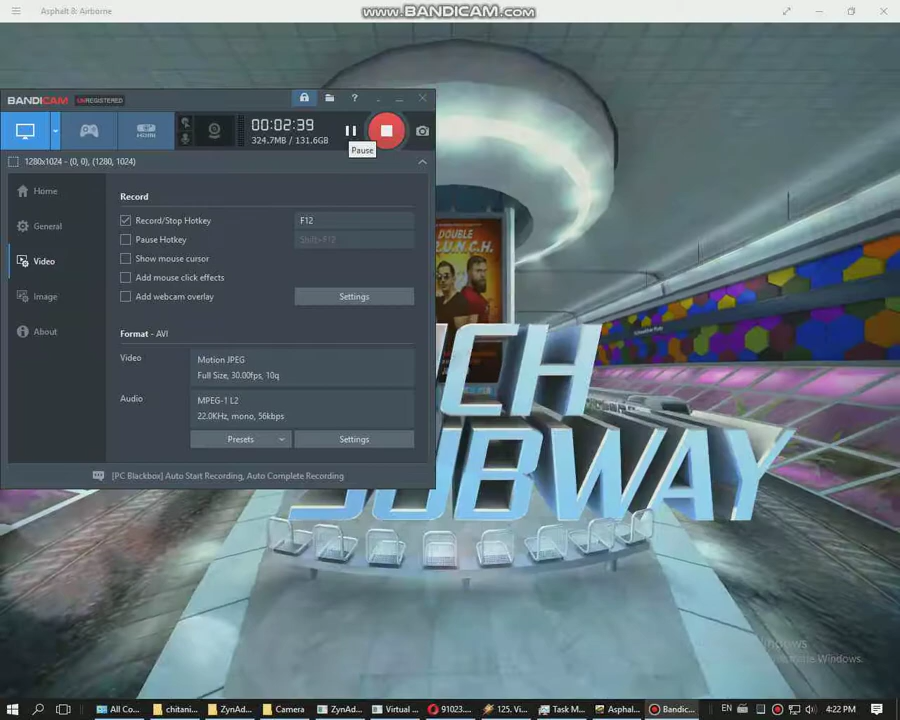 Asphalt 8: Airborne
www.BANDICAM.com
BANDICAM UNREGISTERED
HDMI
00:02:39
324.7MB / 131.6GB
Pause
1280x1024 - (0, 0), (1280, 1024)
Home
General
Video
Image
About
Record
Record/Stop Hotkey
F12
Pause Hotkey
Shift+F12
Show mouse cursor
Add mouse click effects
Add webcam overlay
Settings
Format - AVI
Video
Motion JPEG
Full Size, 30.00fps, 10q
Audio
MPEG-1 L2
22.0KHz, mono, 56kbps
Presets
Settings
[PC Blackbox] Auto Start Recording, Auto Complete Recording
DOUBLE
CH
SUBWAY
All Co...
chitani...
ZynAd...
Camera
ZynAd...
Virtual ...
91023...
125. Vi...
Task M...
Asphal...
Bandic...
EN
4:22 PM